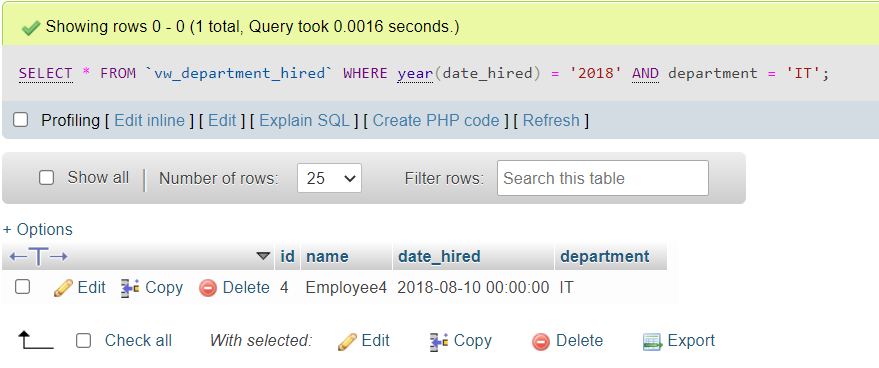 Showing rows 0 - 0 (1 total, Query took 0.0016 seconds.)
SELECT * FROM `vw_department_hired` WHERE year(date_hired) = '2018' AND department = 'IT';
Profiling [ Edit inline ] [ Edit ] [ Explain SQL ] [ Create PHP code ] [ Refresh ]
Show all | Number of rows: 25 Filter rows: Search this table
+ Options
←T→ id name date_hired department
Edit Copy Delete 4 Employee4 2018-08-10 00:00:00 IT
Check all With selected: Edit Copy Delete Export